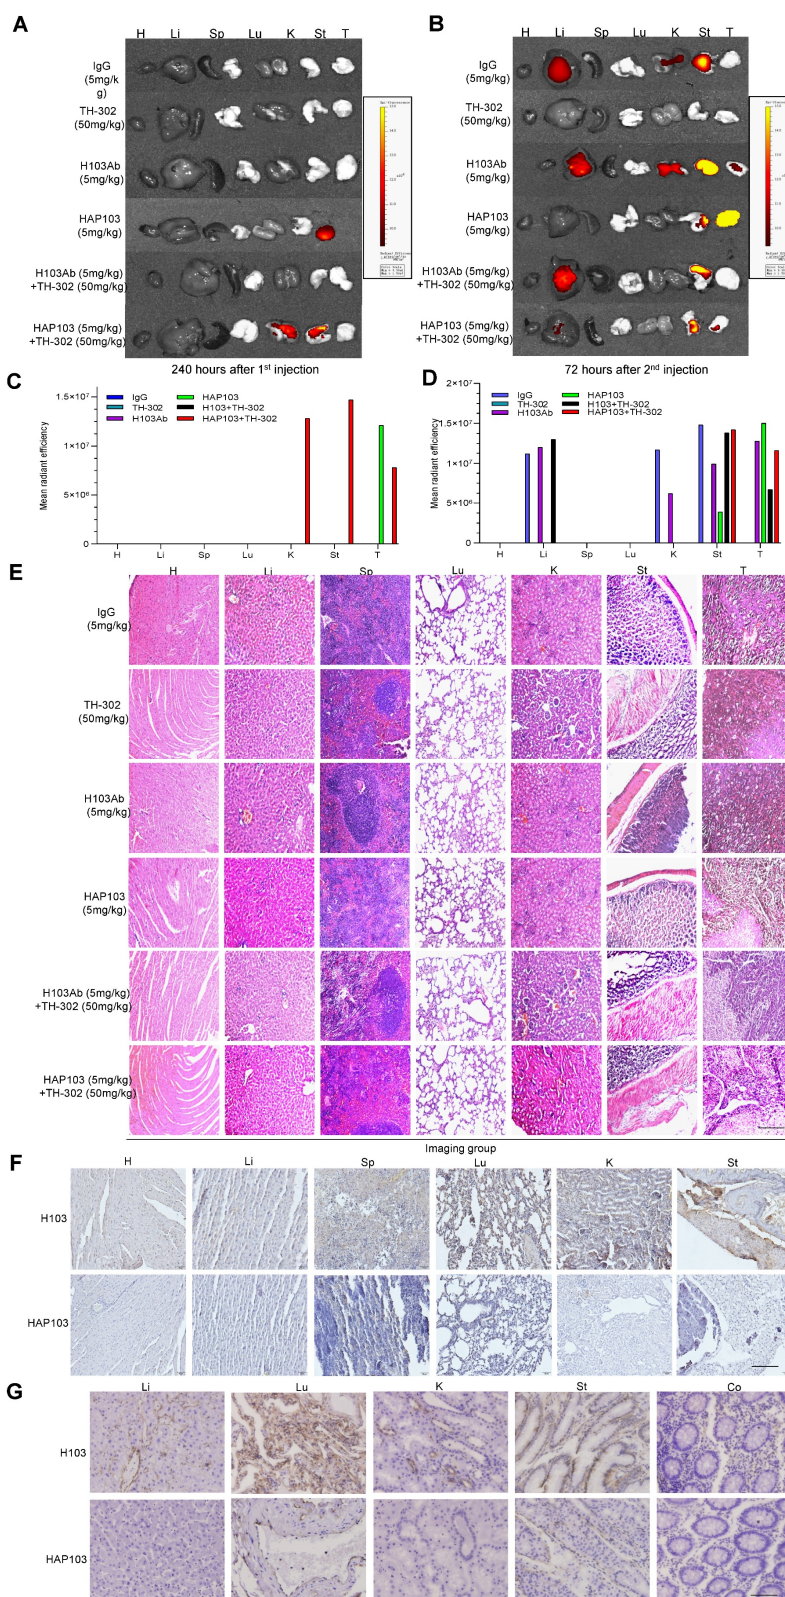 A
H Li Sp Lu K St T
IgG
(5mg/k
g)
TH-302
(50mg/kg)
H103Ab
(5mg/kg)
HAP103
(5mg/kg)
H103Ab (5mg/kg)
+TH-302 (50mg/kg)
HAP103 (5mg/kg)
+TH-302 (50mg/kg)
240 hours after 1st injection
B
H Li Sp Lu K St T
IgG
(5mg/kg)
TH-302
(50mg/kg)
H103Ab
(5mg/kg)
HAP103
(5mg/kg)
H103Ab (5mg/kg)
+TH-302 (50mg/kg)
HAP103 (5mg/kg)
+TH-302 (50mg/kg)
72 hours after 2nd injection
C
Mean radiant efficiency
1.5×10⁷
1×10⁷
5×10⁶
0
IgG
TH-302
H103Ab
HAP103
H103+TH-302
HAP103+TH-302
H Li Sp Lu K St T
D
Mean radiant efficiency
2×10⁷
1.5×10⁷
1×10⁷
5×10⁶
0
IgG
TH-302
H103Ab
HAP103
H103+TH-302
HAP103+TH-302
H Li Sp Lu K St T
E
H Li Sp Lu K St T
IgG
(5mg/kg)
TH-302
(50mg/kg)
H103Ab
(5mg/kg)
HAP103
(5mg/kg)
H103Ab (5mg/kg)
+TH-302 (50mg/kg)
HAP103 (5mg/kg)
+TH-302 (50mg/kg)
Imaging group
F
H Li Sp Lu K St
H103
HAP103
G
Li Lu K St Co
H103
HAP103